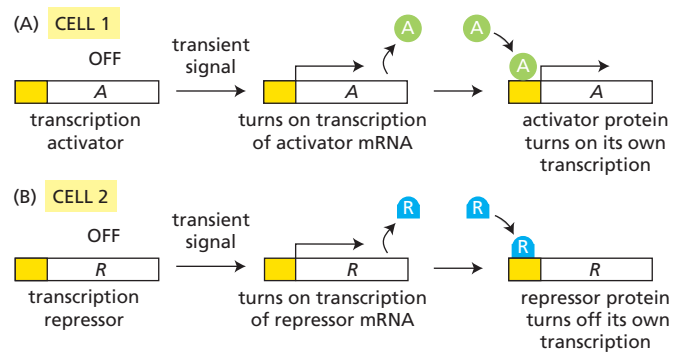 (A) CELL 1
OFF
transient
signal
A
A
A
A
A
A
transcription
activator
turns on transcription
of activator mRNA
activator protein
turns on its own
transcription
(B) CELL 2
OFF
transient
signal
R
R
R
R
R
R
transcription
repressor
turns on transcription
of repressor mRNA
repressor protein
turns off its own
transcription